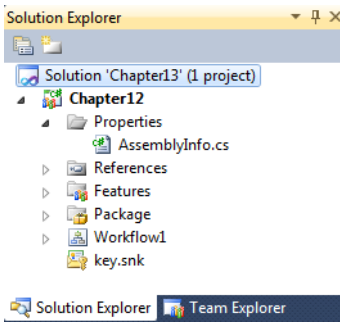 Solution Explorer
Solution 'Chapter13' (1 project)
Chapter12
Properties
AssemblyInfo.cs
References
Features
Package
Workflow1
key.snk
Solution Explorer Team Explorer